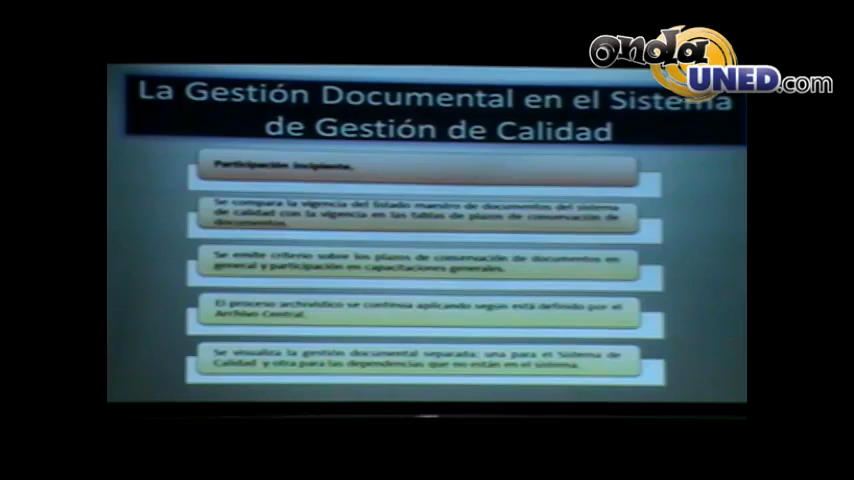 onda
UNED.com
La Gestión Documental en el Sistema
de Gestión de Calidad
Participación incipiente.
Se compara la vigencia del listado maestro de documentos del sistema
de calidad con la vigencia en las tablas de plazos de conservación de
documentos.
Se emite criterio sobre los plazos de conservación de documentos en
general y participación en capacitaciones generales.
El proceso archivístico se continúa aplicando según está definido por el
Archivo Central.
Se visualiza la gestión documental separada; una para el Sistema de
Calidad y otra para las dependencias que no están en el sistema.